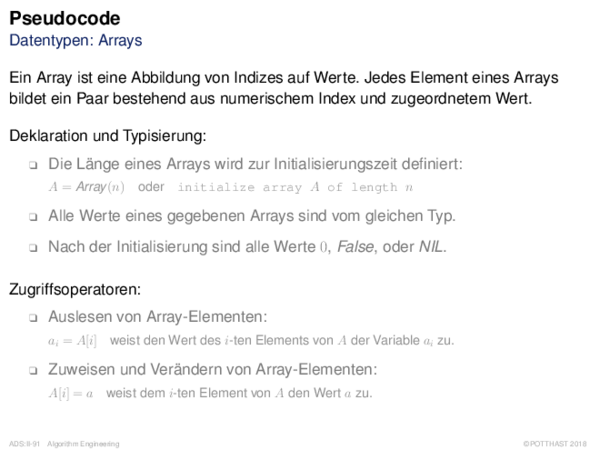 Pseudocode
Datentypen: Arrays
Ein Array ist eine Abbildung von Indizes auf Werte. Jedes Element eines Arrays
bildet ein Paar bestehend aus numerischem Index und zugeordnetem Wert.
Deklaration und Typisierung:
❑ Die Länge eines Arrays wird zur Initialisierungszeit definiert:
A = Array(n) oder initialize array A of length n
❑ Alle Werte eines gegebenen Arrays sind vom gleichen Typ.
❑ Nach der Initialisierung sind alle Werte 0, False, oder NIL.
Zugriffsoperatoren:
❑ Auslesen von Array-Elementen:
aᵢ = A[i] weist den Wert des i-ten Elements von A der Variable aᵢ zu.
❑ Zuweisen und Verändern von Array-Elementen:
A[i] = a weist dem i-ten Element von A den Wert a zu.
ADS:II-91 Algorithm Engineering ©POTTHAST 2018